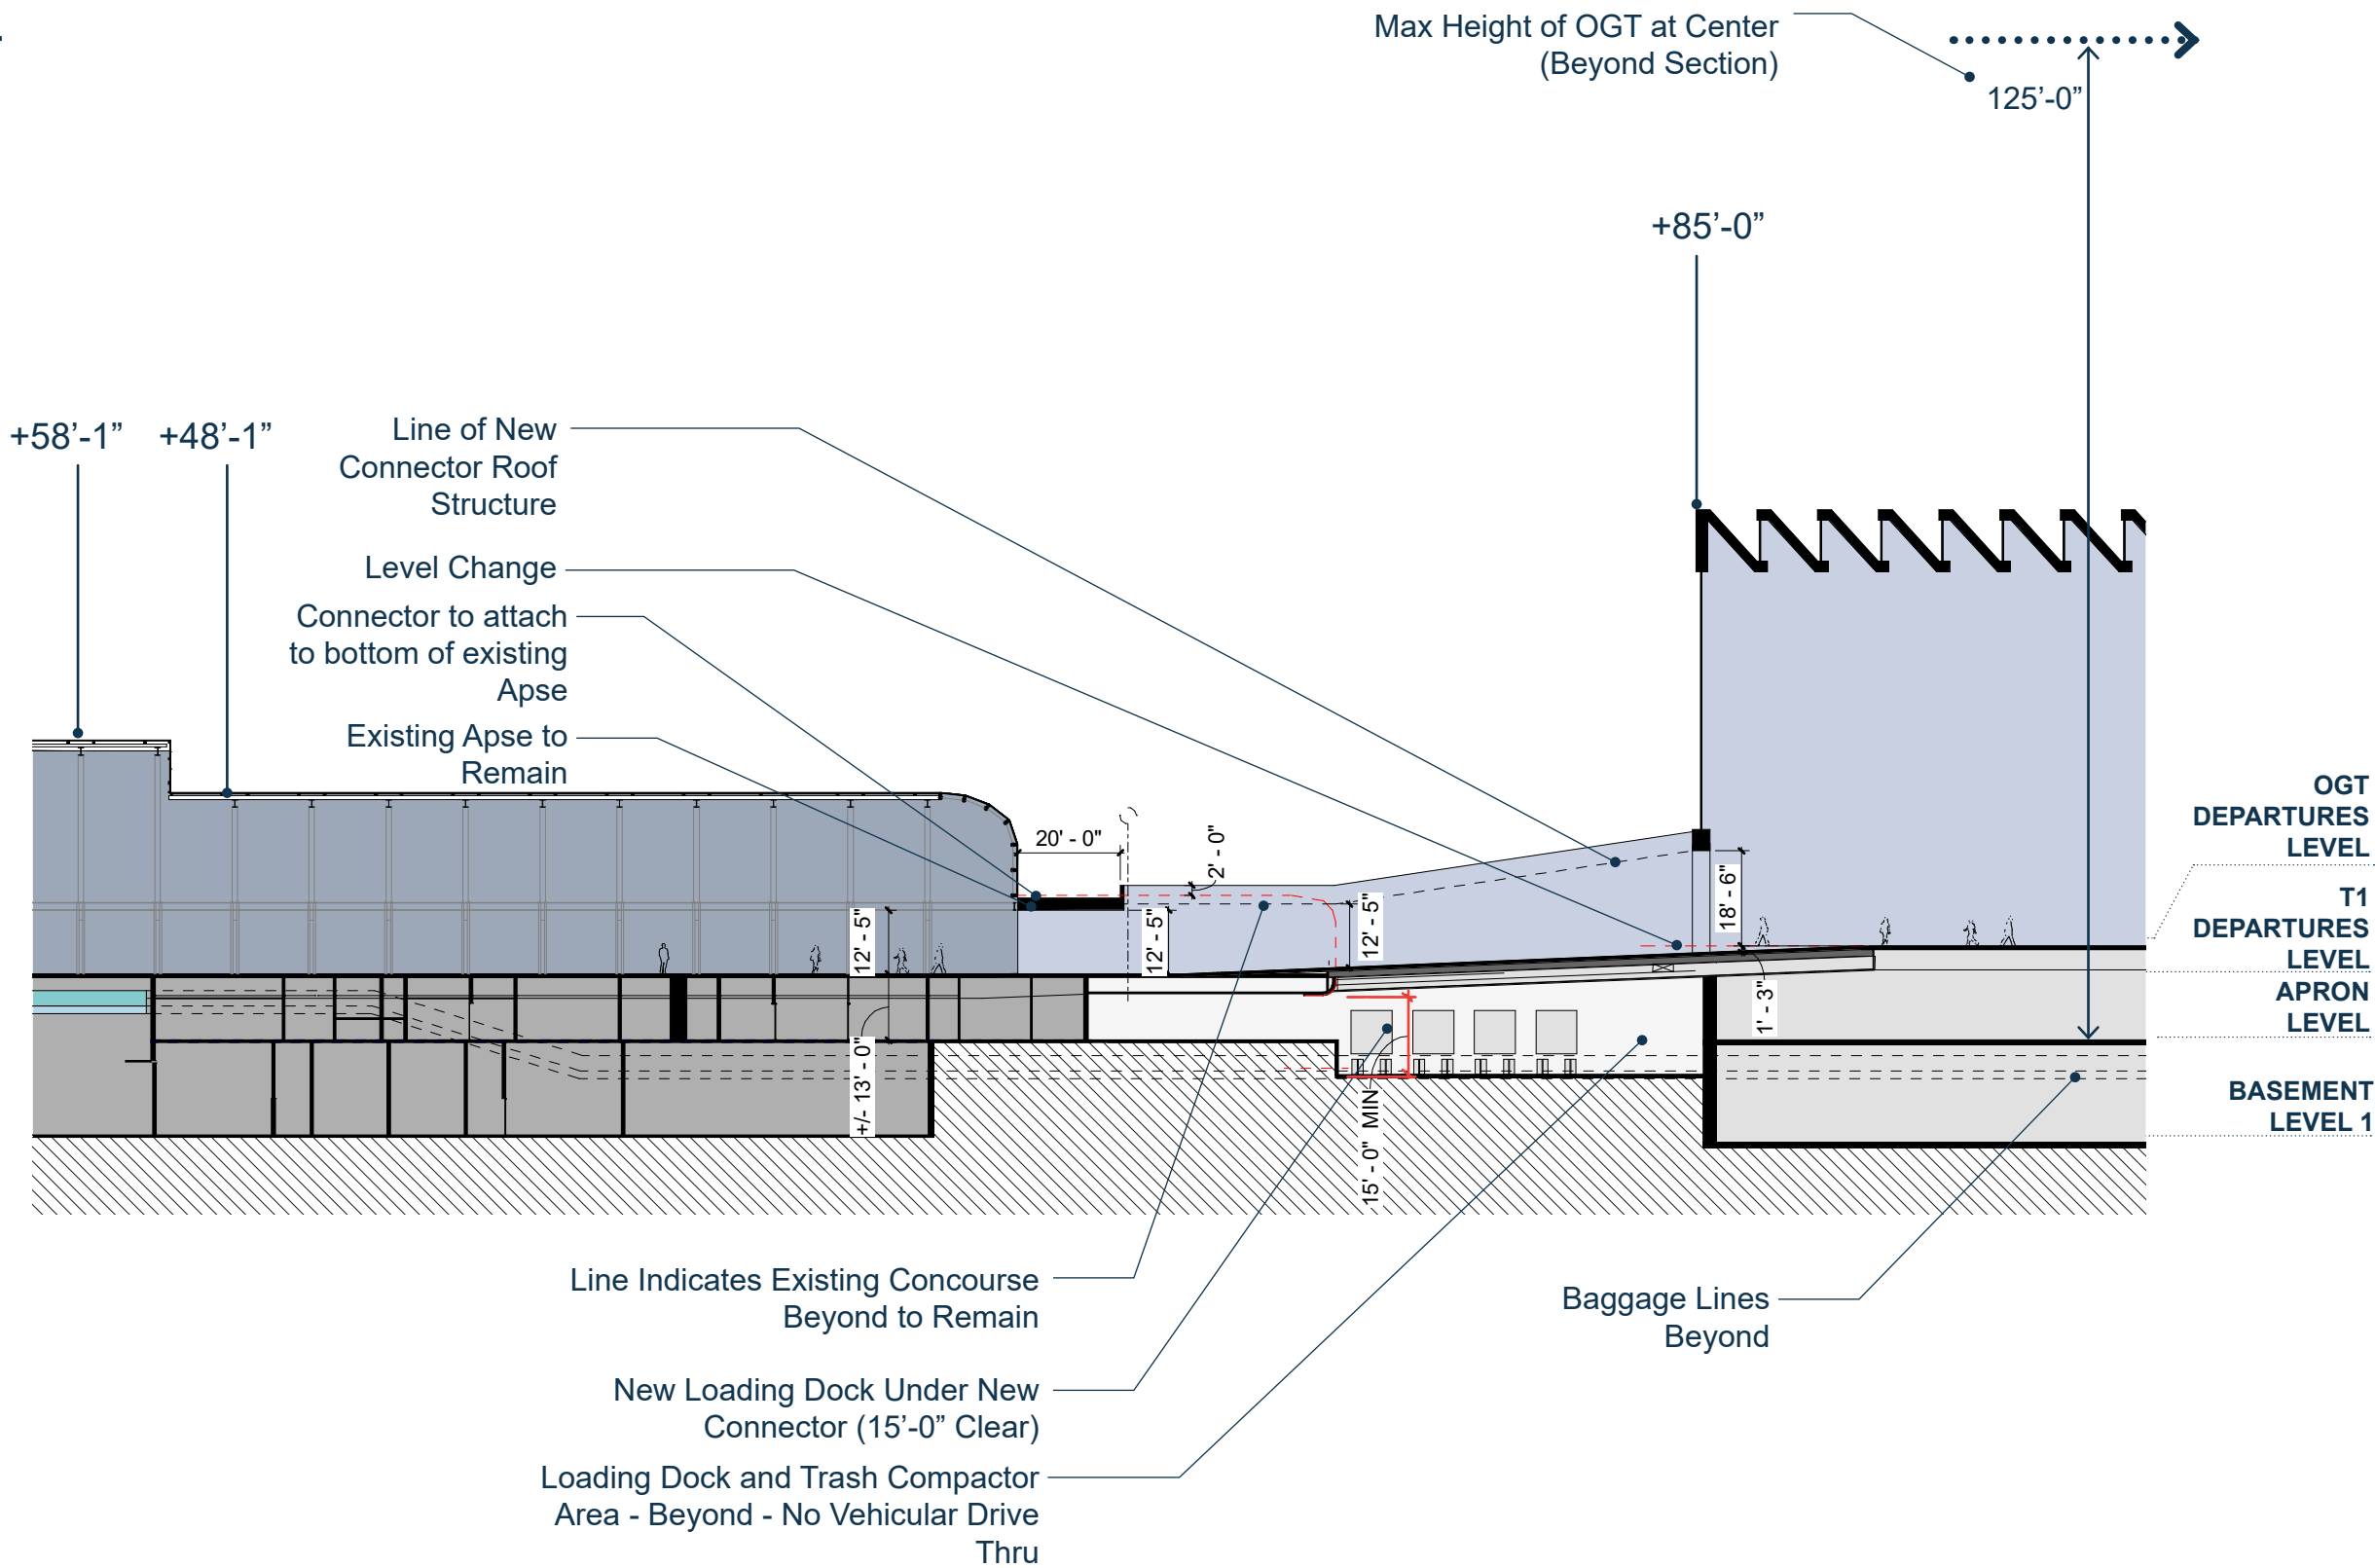 Max Height of OGT at Center
(Beyond Section)
125’-0”
+85’-0”
+58’-1”
+48’-1”
Line of New
Connector Roof
Structure
Level Change
Connector to attach
to bottom of existing
Apse
Existing Apse to
Remain
20' - 0"
2' - 0"
12' - 5"
12' - 5"
12' - 5"
18' - 6"
1' - 3"
+/- 13' - 0"
15' - 0" MIN
OGT
DEPARTURES
LEVEL
T1
DEPARTURES
LEVEL
APRON
LEVEL
BASEMENT
LEVEL 1
Line Indicates Existing Concourse
Beyond to Remain
New Loading Dock Under New
Connector (15’-0” Clear)
Loading Dock and Trash Compactor
Area - Beyond - No Vehicular Drive
Thru
Baggage Lines
Beyond